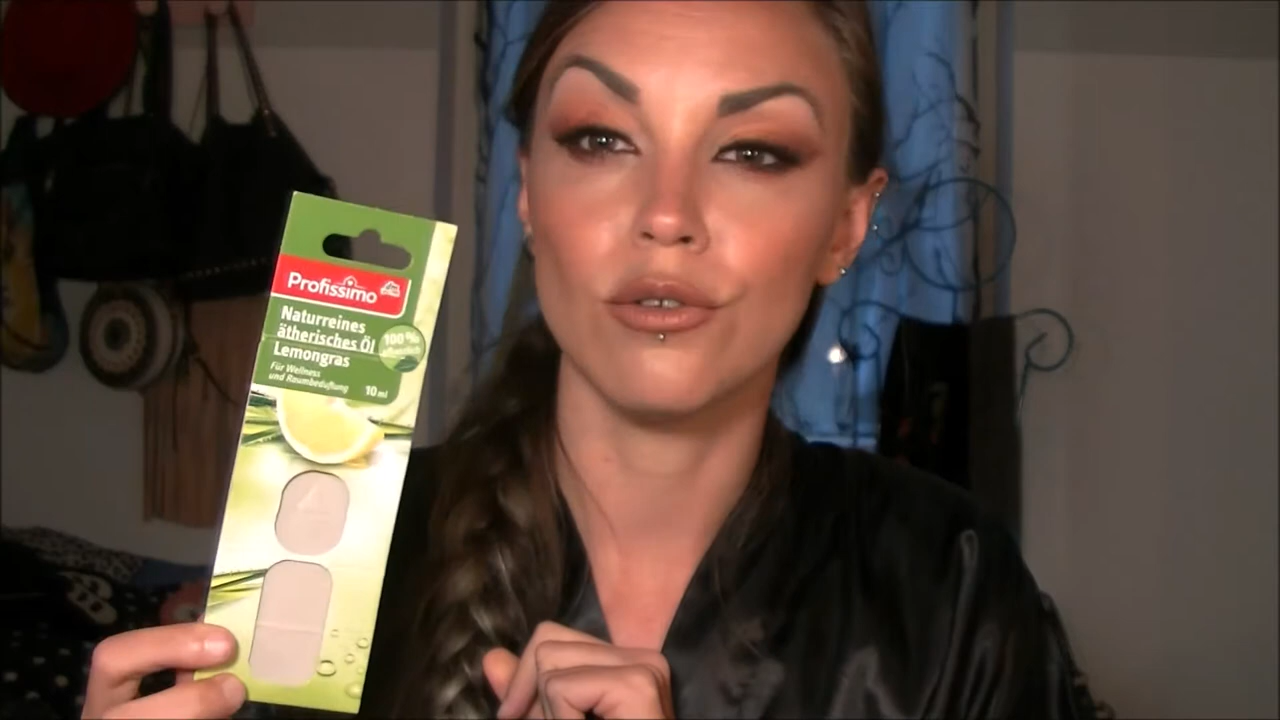 Profissimo
Naturreines
ätherisches Öl
Lemongras
100 %
Für Wellness
und Raumbeduftung
10 ml